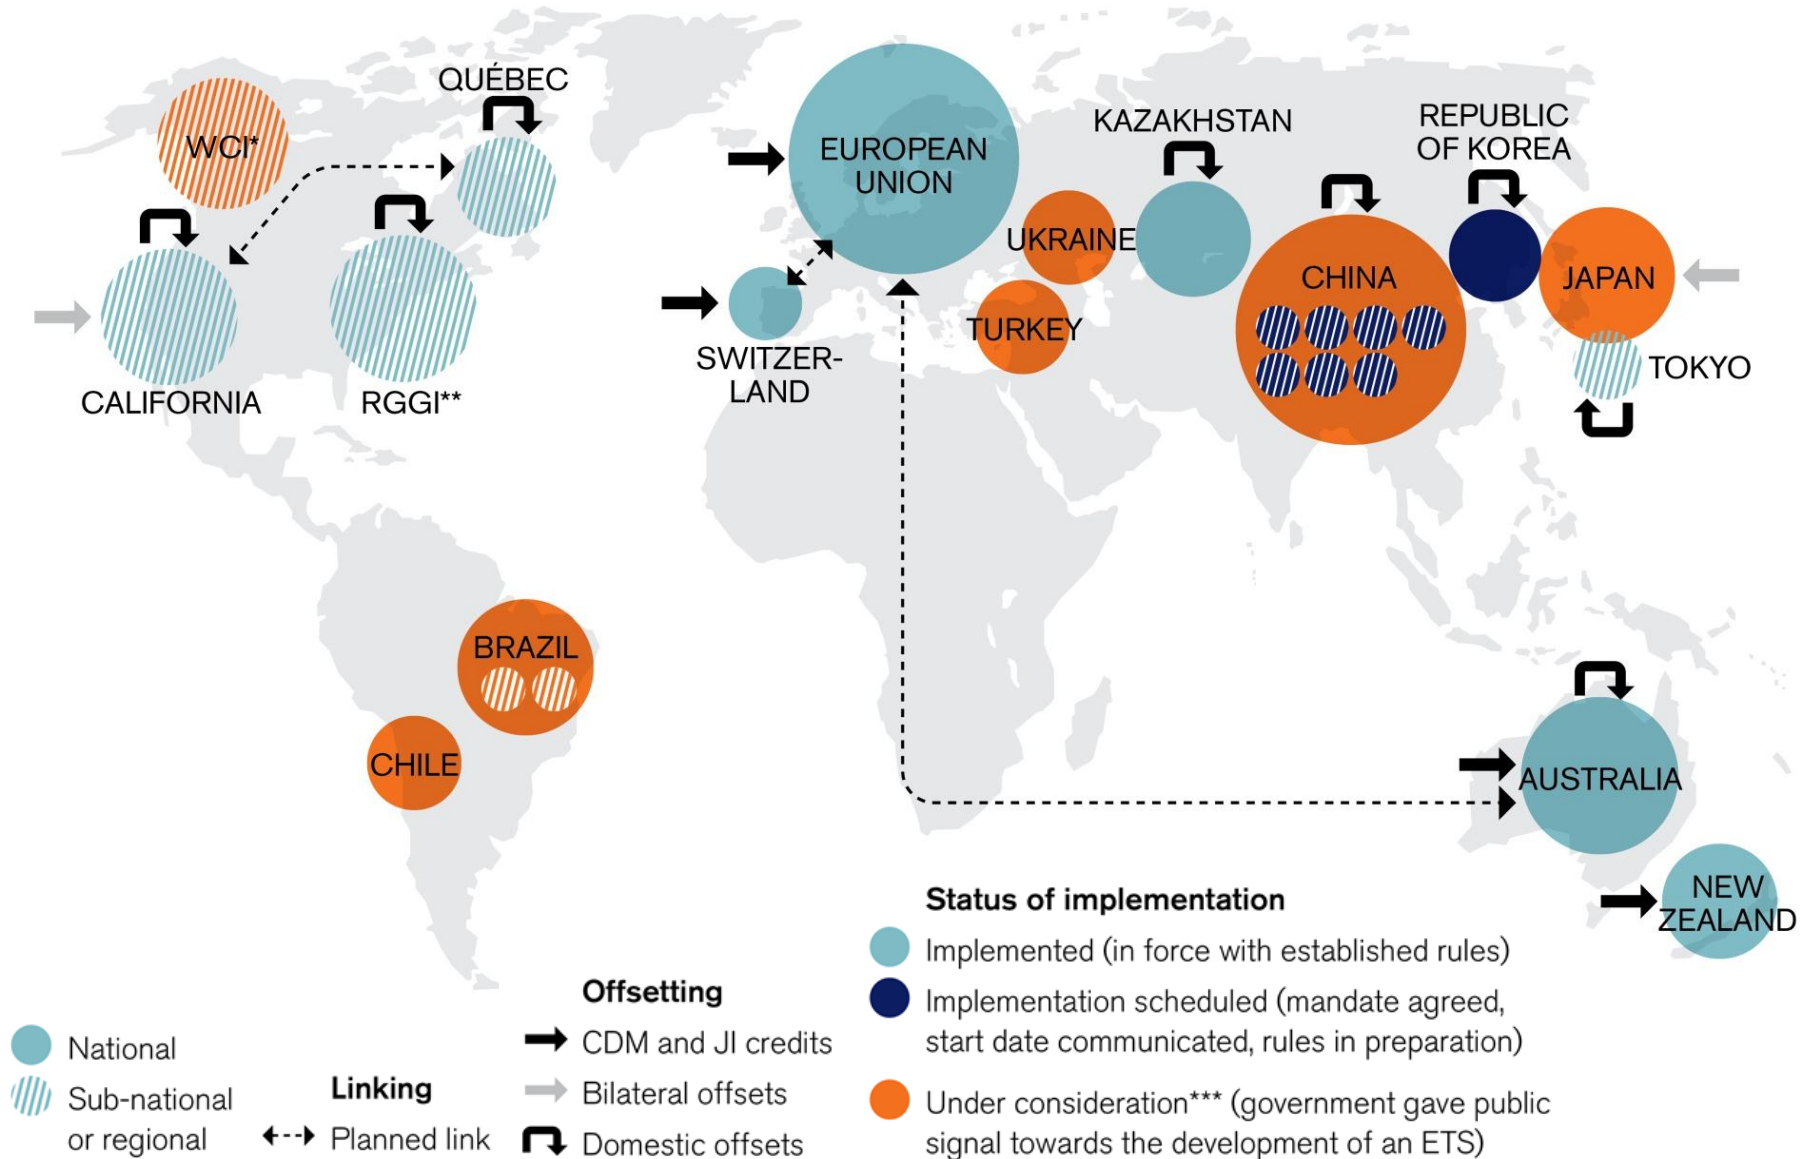 QUÉBEC
WCI*
CALIFORNIA
RGGI**
EUROPEAN
UNION
SWITZER-
LAND
UKRAINE
TURKEY
KAZAKHSTAN
CHINA
REPUBLIC
OF KOREA
JAPAN
TOKYO
BRAZIL
CHILE
AUSTRALIA
NEW
ZEALAND
National
Sub-national
or regional
Linking
Planned link
Offsetting
CDM and JI credits
Bilateral offsets
Domestic offsets
Status of implementation
Implemented (in force with established rules)
Implementation scheduled (mandate agreed,
start date communicated, rules in preparation)
Under consideration*** (government gave public
signal towards the development of an ETS)